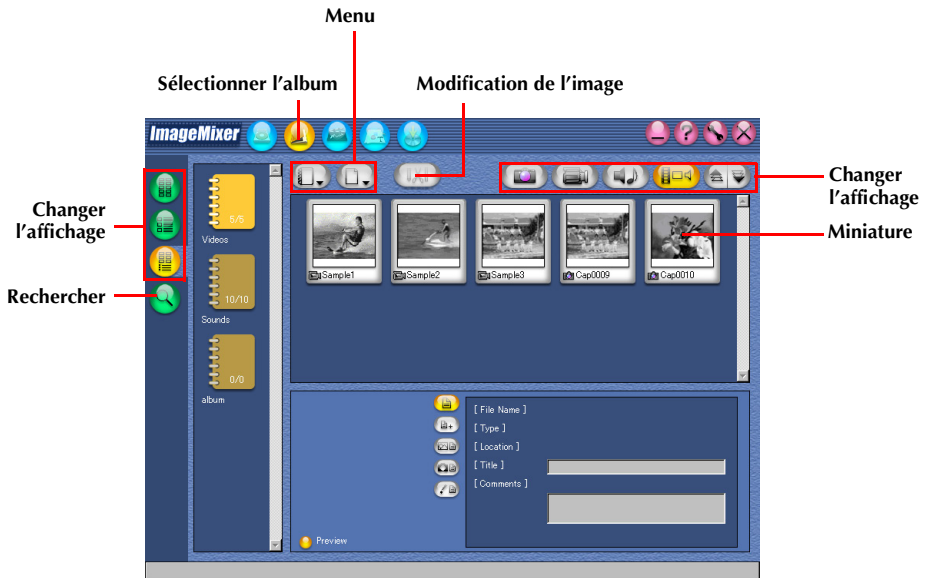 Menu
Sélectionner l'album
Modification de l'image
ImageMixer
Changer
l'affichage
Miniature
Changer
l'affichage
Rechercher
5/5
Videos
10/10
Sounds
0/0
album
Sample1
Sample2
Sample3
Cap0009
Cap0010
[ File Name ]
[ Type ]
[ Location ]
[ Title ]
[ Comments ]
Preview